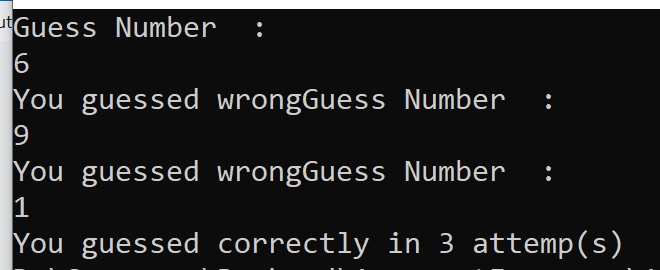 Guess Number  :
6
You guessed wrongGuess Number  :
9
You guessed wrongGuess Number  :
1
You guessed correctly in 3 attemp(s)